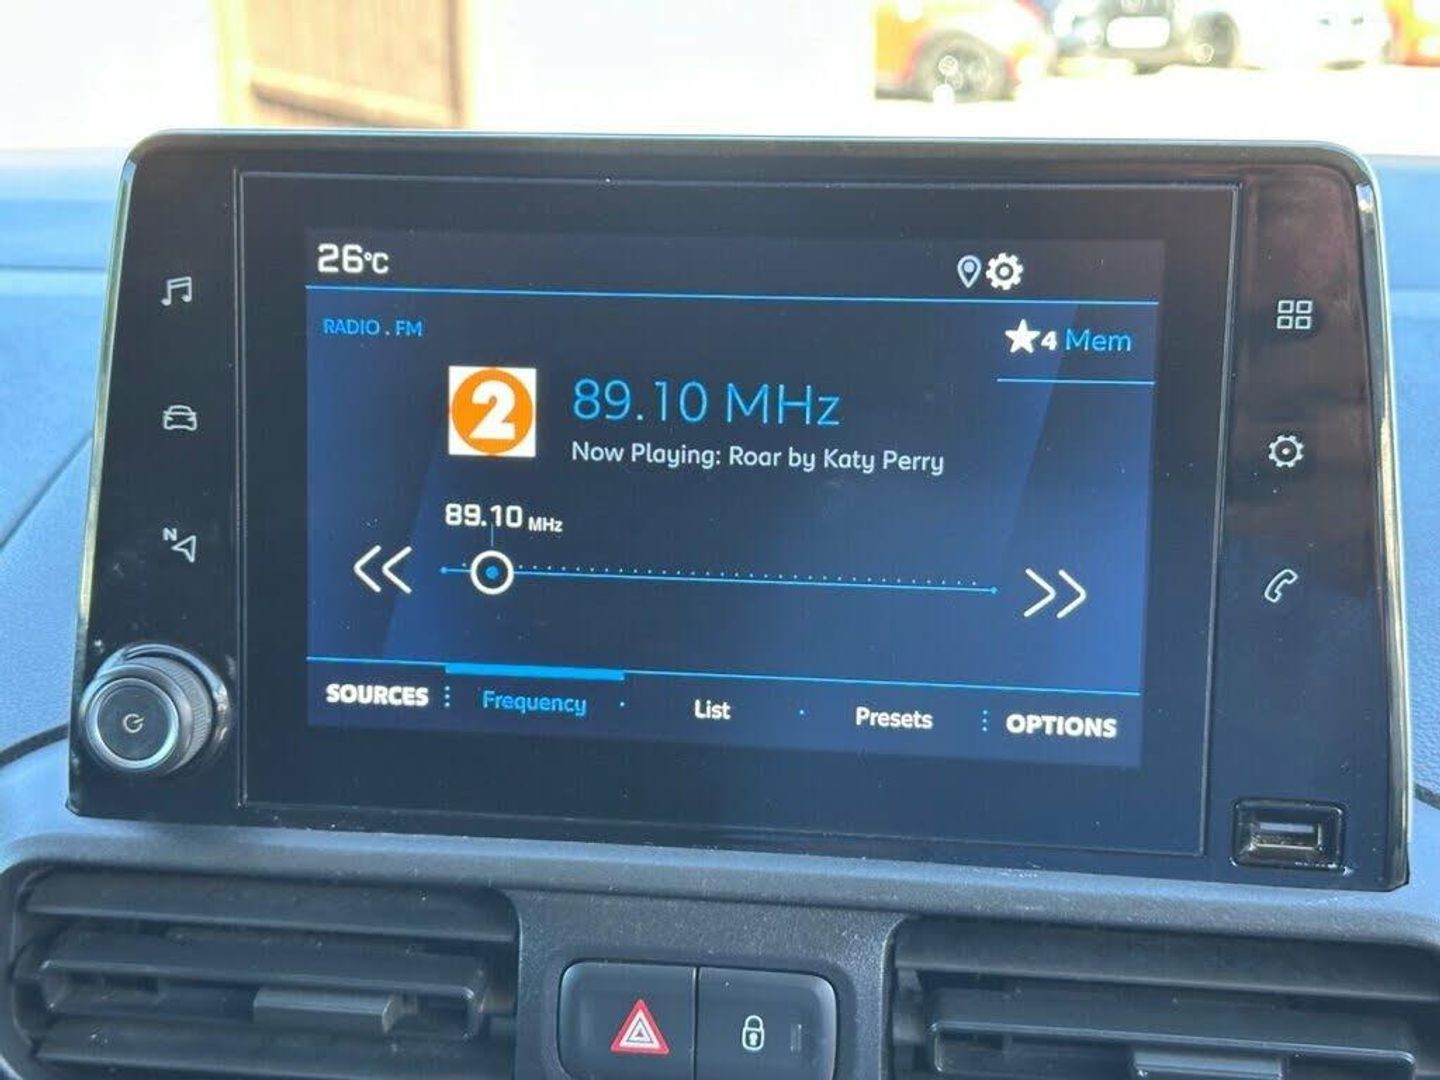 26°C
RADIO . FM
4 Mem
2
89.10 MHz
Now Playing: Roar by Katy Perry
89.10 MHz
SOURCES
Frequency
List
Presets
OPTIONS
N